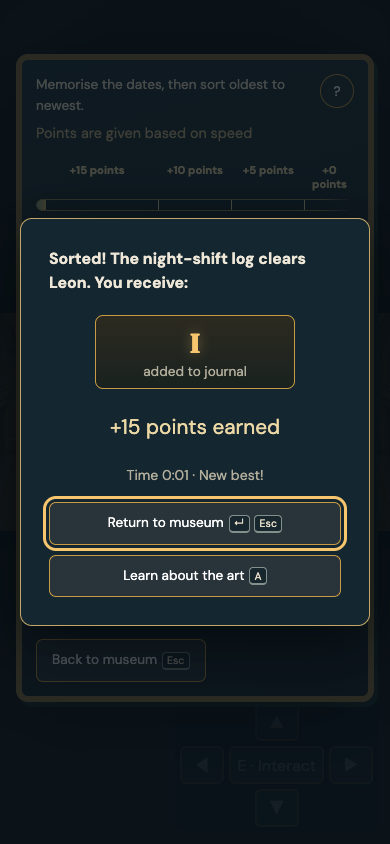 Memorise the dates, then sort oldest to
newest.
?
Points are given based on speed
+15 points
+10 points
+5 points
+0
points
Sorted! The night-shift log clears
Leon. You receive:
I
added to journal
+15 points earned
Time 0:01 · New best!
Return to museum ↵ Esc
Learn about the art A
Back to museum Esc
▲
◀ E · Interact ▶
▼